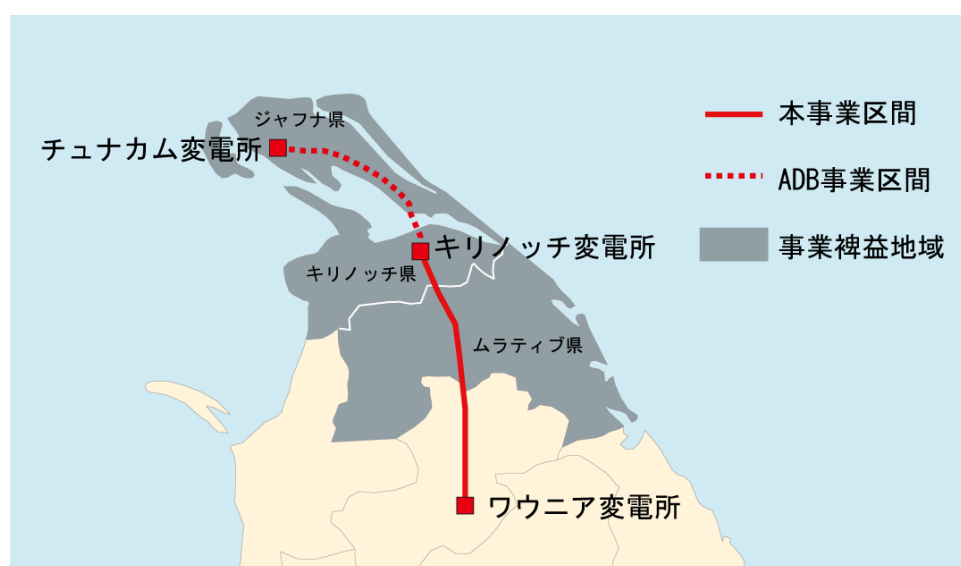 ジャフナ県
チュナカム変電所
キリノッチ変電所
キリノッチ県
ムラティブ県
ワウニア変電所
本事業区間
ADB事業区間
事業裨益地域